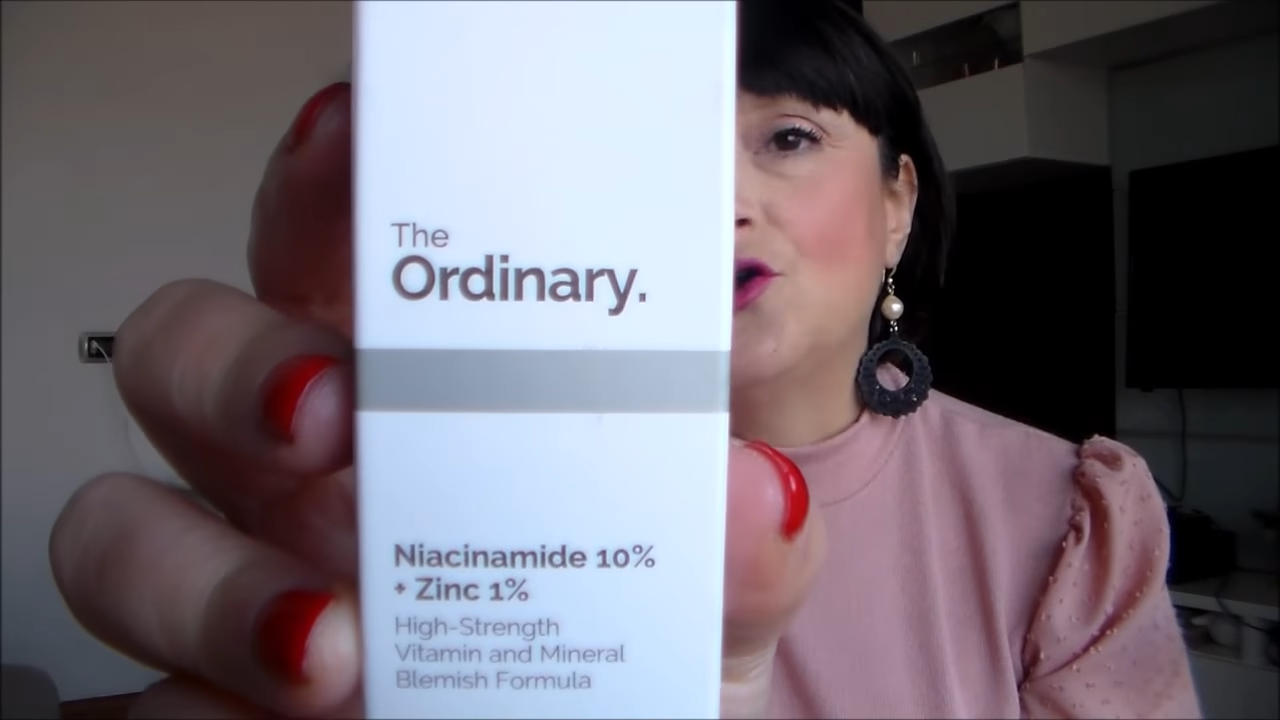 The
Ordinary.
Niacinamide 10%
+ Zinc 1%
High-Strength
Vitamin and Mineral
Blemish Formula